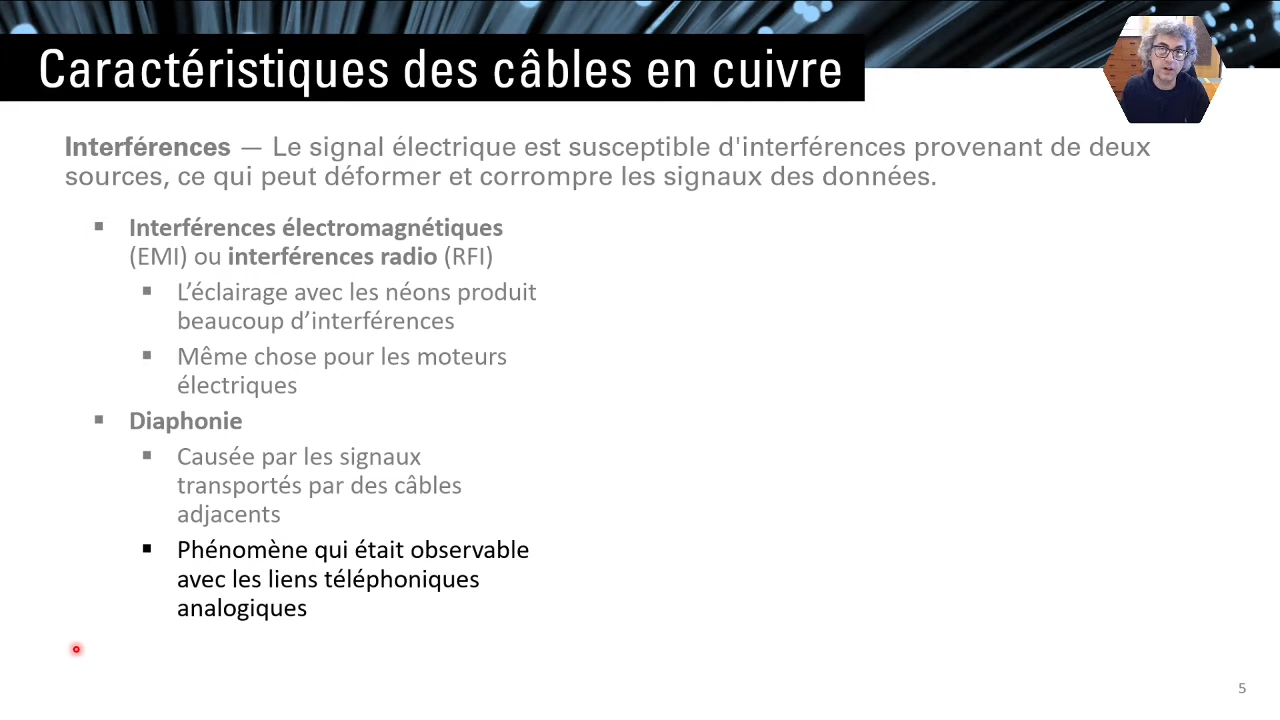 Caractéristiques des câbles en cuivre
Interférences — Le signal électrique est susceptible d'interférences provenant de deux
sources, ce qui peut déformer et corrompre les signaux des données.
▪ Interférences électromagnétiques
(EMI) ou interférences radio (RFI)
▪ L’éclairage avec les néons produit
beaucoup d’interférences
▪ Même chose pour les moteurs
électriques
▪ Diaphonie
▪ Causée par les signaux
transportés par des câbles
adjacents
▪ Phénomène qui était observable
avec les liens téléphoniques
analogiques
5